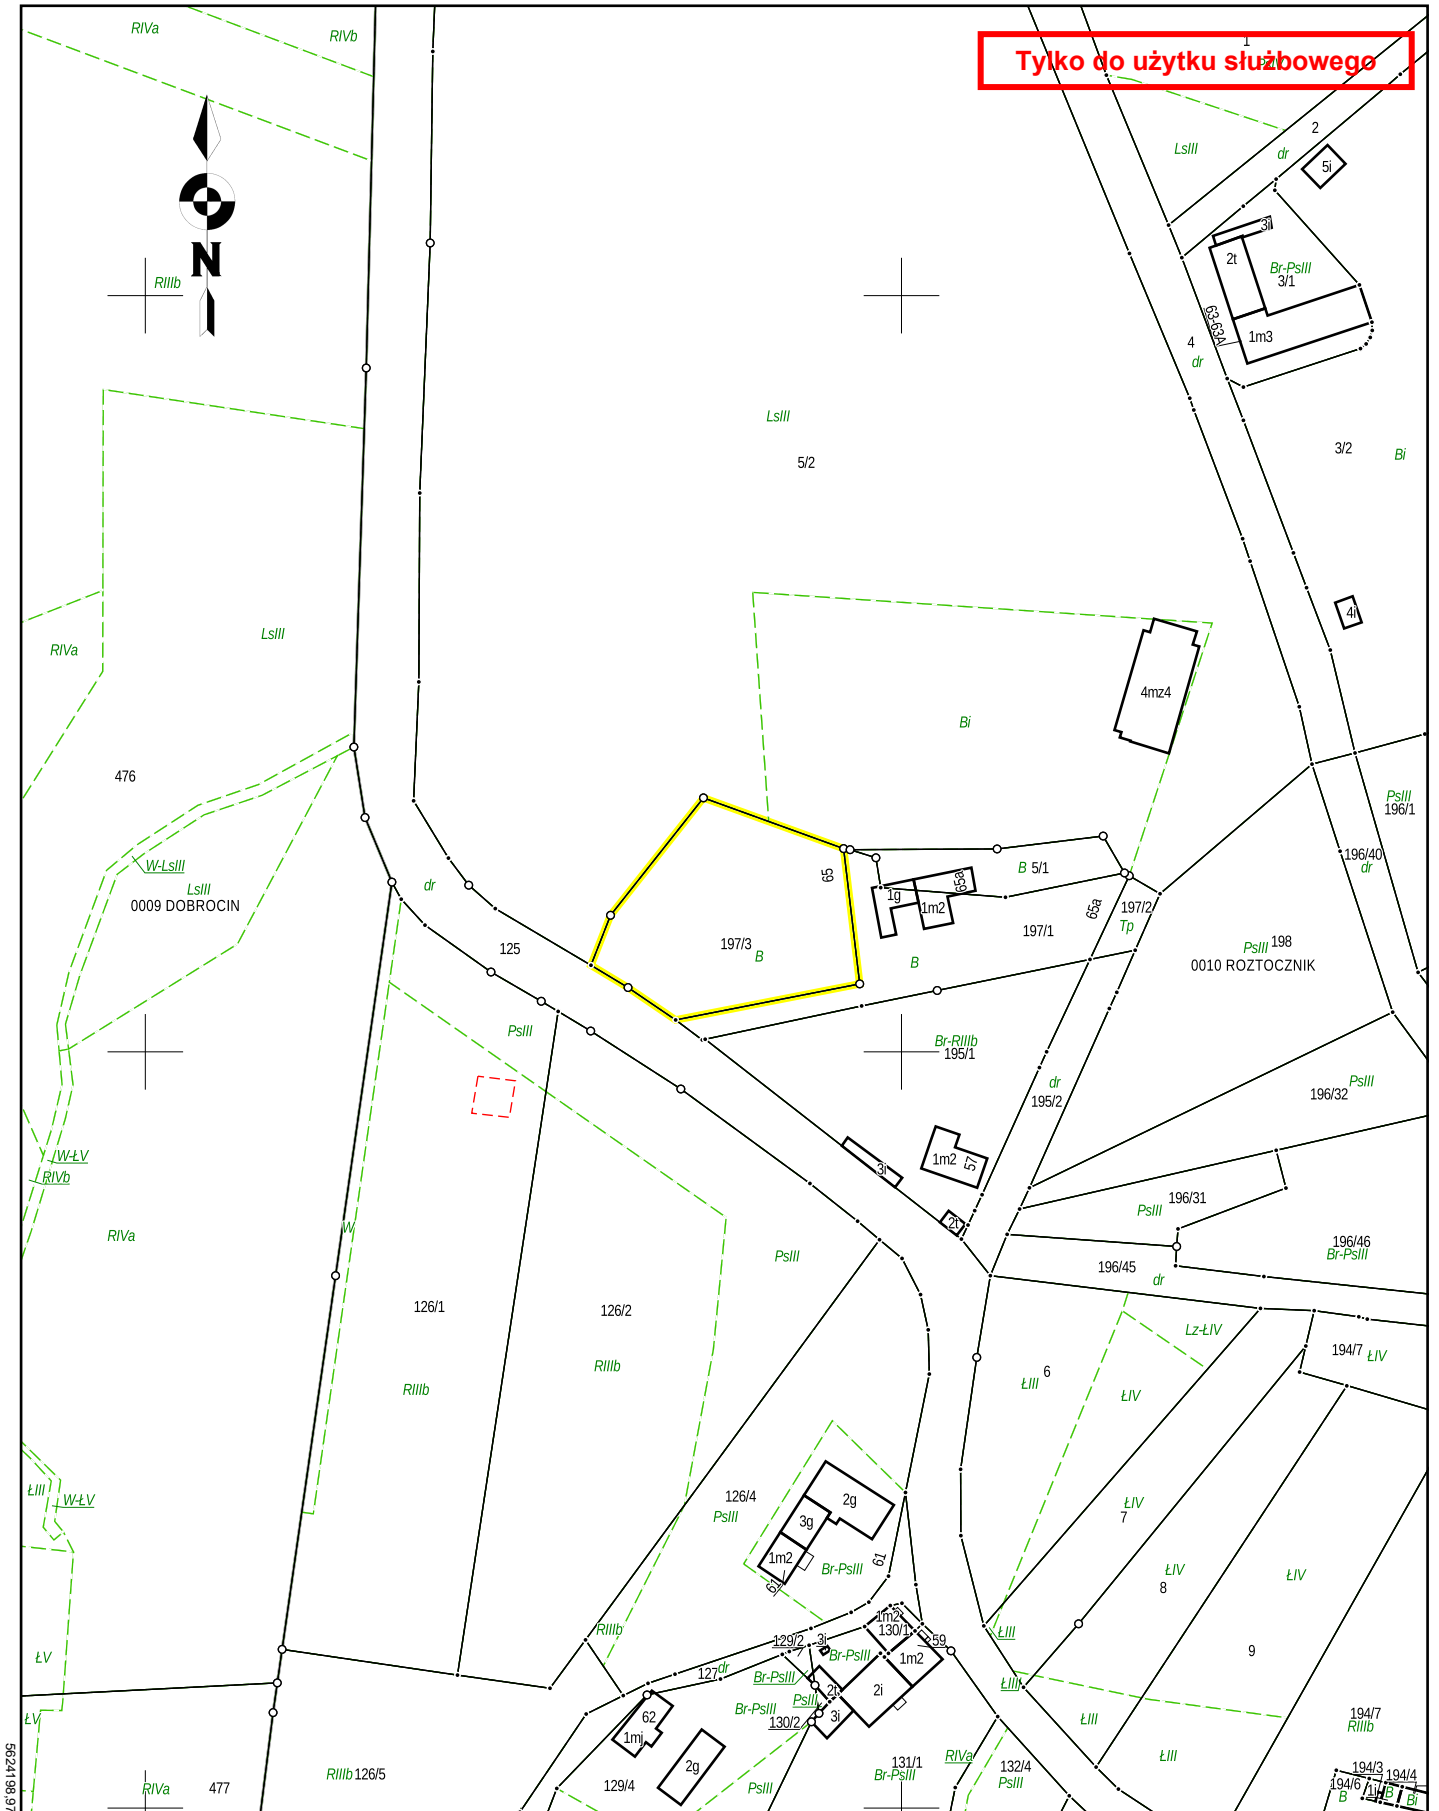 RIVa
RIVb
1
Tylko do użytku służbowego
2
LsIII
dr
5i
N
3i
2t
Br-PsIII
3/1
RIIIb
63-63A
1m3
4
dr
LsIII
5/2
3/2
Bi
4i
LsIII
RIVa
4mz4
Bi
476
PsIII
196/1
W-LsIII
LsIII
0009 DOBROCIN
dr
65
B 5/1
196/40
dr
1g
65a
1m2
65a
197/2
Tp
125
197/3
B
197/1
B
PsIII 198
0010 ROZTOCZNIK
PsIII
Br-RIIIb
195/1
dr
195/2
PsIII
196/32
W-ŁV
RIVb
3i
1m2
57
2t
RIVa
W
PsIII
196/31
PsIII
196/46
Br-PsIII
196/45
dr
126/1
126/2
RIIIb
RIIIb
Lz-ŁIV
194/7
ŁIV
6
ŁIII
ŁIV
ŁIII
W-ŁV
126/4
PsIII
2g
3g
1m2
61
61
Br-PsIII
ŁIV
7
ŁIV
8
ŁIV
RIIIb
1m2
130/1
59
129/2
3i
Br-PsIII
1m2
ŁIII
9
ŁV
127
dr
Br-PsIII
2t
2i
PsIII
3i
ŁIII
ŁV
62
1mj
Br-PsIII
130/2
ŁIII
194/7
RIIIb
5624198,97
RIVa
477
RIIIb 126/5
2g
129/4
PsIII
131/1
Br-PsIII
RIVa
132/4
PsIII
ŁIII
194/3
194/4
194/6
1j
B
B
Bi